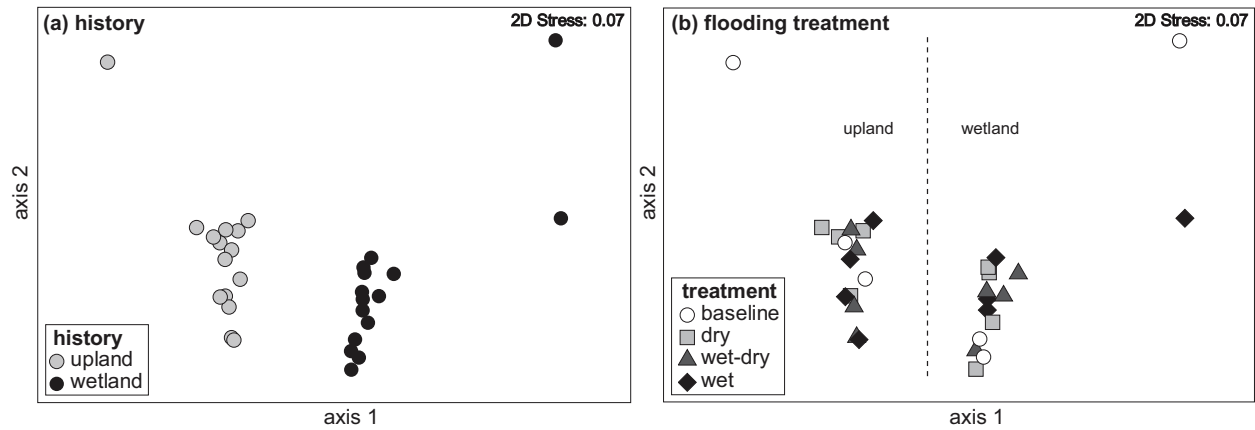 (a) history
2D Stress: 0.07
axis 2
history
upland
wetland
axis 1
(b) flooding treatment
2D Stress: 0.07
upland
wetland
axis 2
treatment
baseline
dry
wet-dry
wet
axis 1